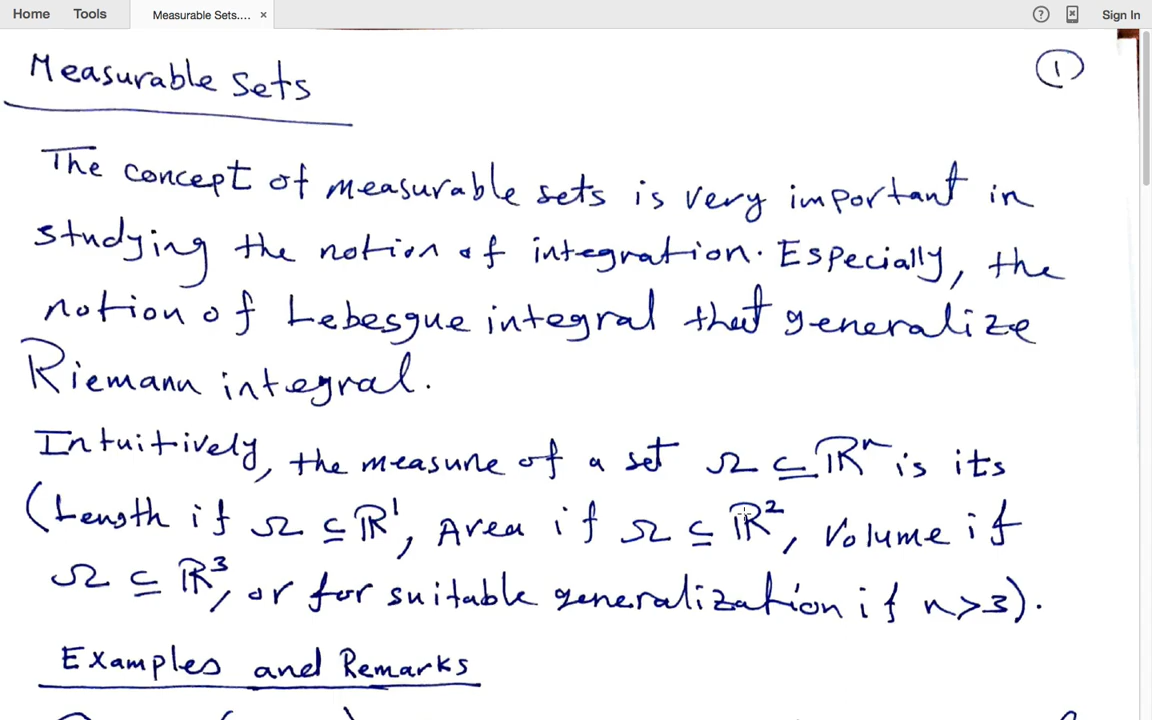 Home Tools Measurable Sets.... × Sign In
Measurable Sets
1
The concept of measurable sets is very important in
studying the notion of integration. Especially, the
notion of Lebesgue integral that generalize
Riemann integral.
Intuitively, the measure of a set Ω ⊆ ℝⁿ is its
(Length if Ω ⊆ ℝ¹, Area if Ω ⊆ ℝ², Volume if
Ω ⊆ ℝ³, or for suitable generalization if n>3).
Examples and Remarks